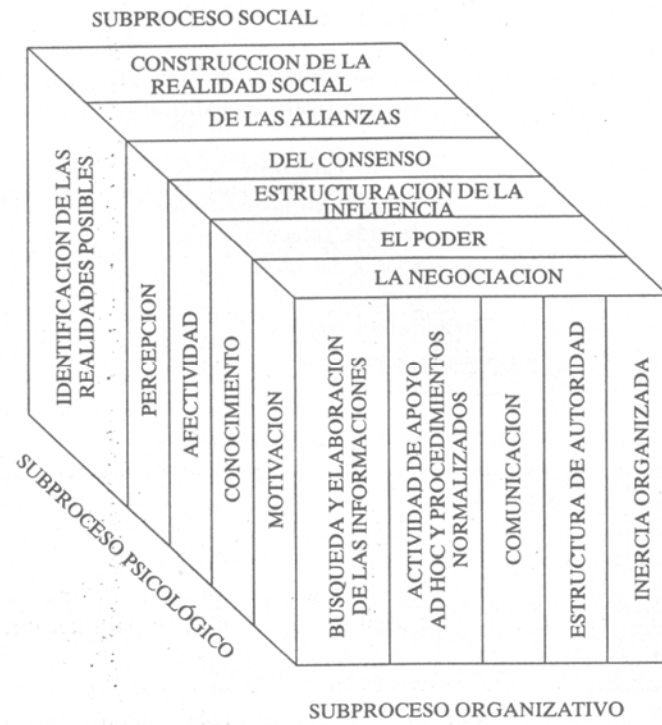 SUBPROCESO SOCIAL
CONSTRUCCION DE LA
REALIDAD SOCIAL
DE LAS ALIANZAS
DEL CONSENSO
ESTRUCTURACION DE LA
INFLUENCIA
EL PODER
LA NEGOCIACION
IDENTIFICACION DE LAS
REALIDADES POSIBLES
PERCEPCION
AFECTIVIDAD
CONOCIMIENTO
MOTIVACION
BUSQUEDA Y ELABORACION
DE LAS INFORMACIONES
ACTIVIDAD DE APOYO
AD HOC Y PROCEDIMIENTOS
NORMALIZADOS
COMUNICACION
ESTRUCTURA DE AUTORIDAD
INERCIA ORGANIZADA
SUBPROCESO PSICOLÓGICO
SUBPROCESO ORGANIZATIVO